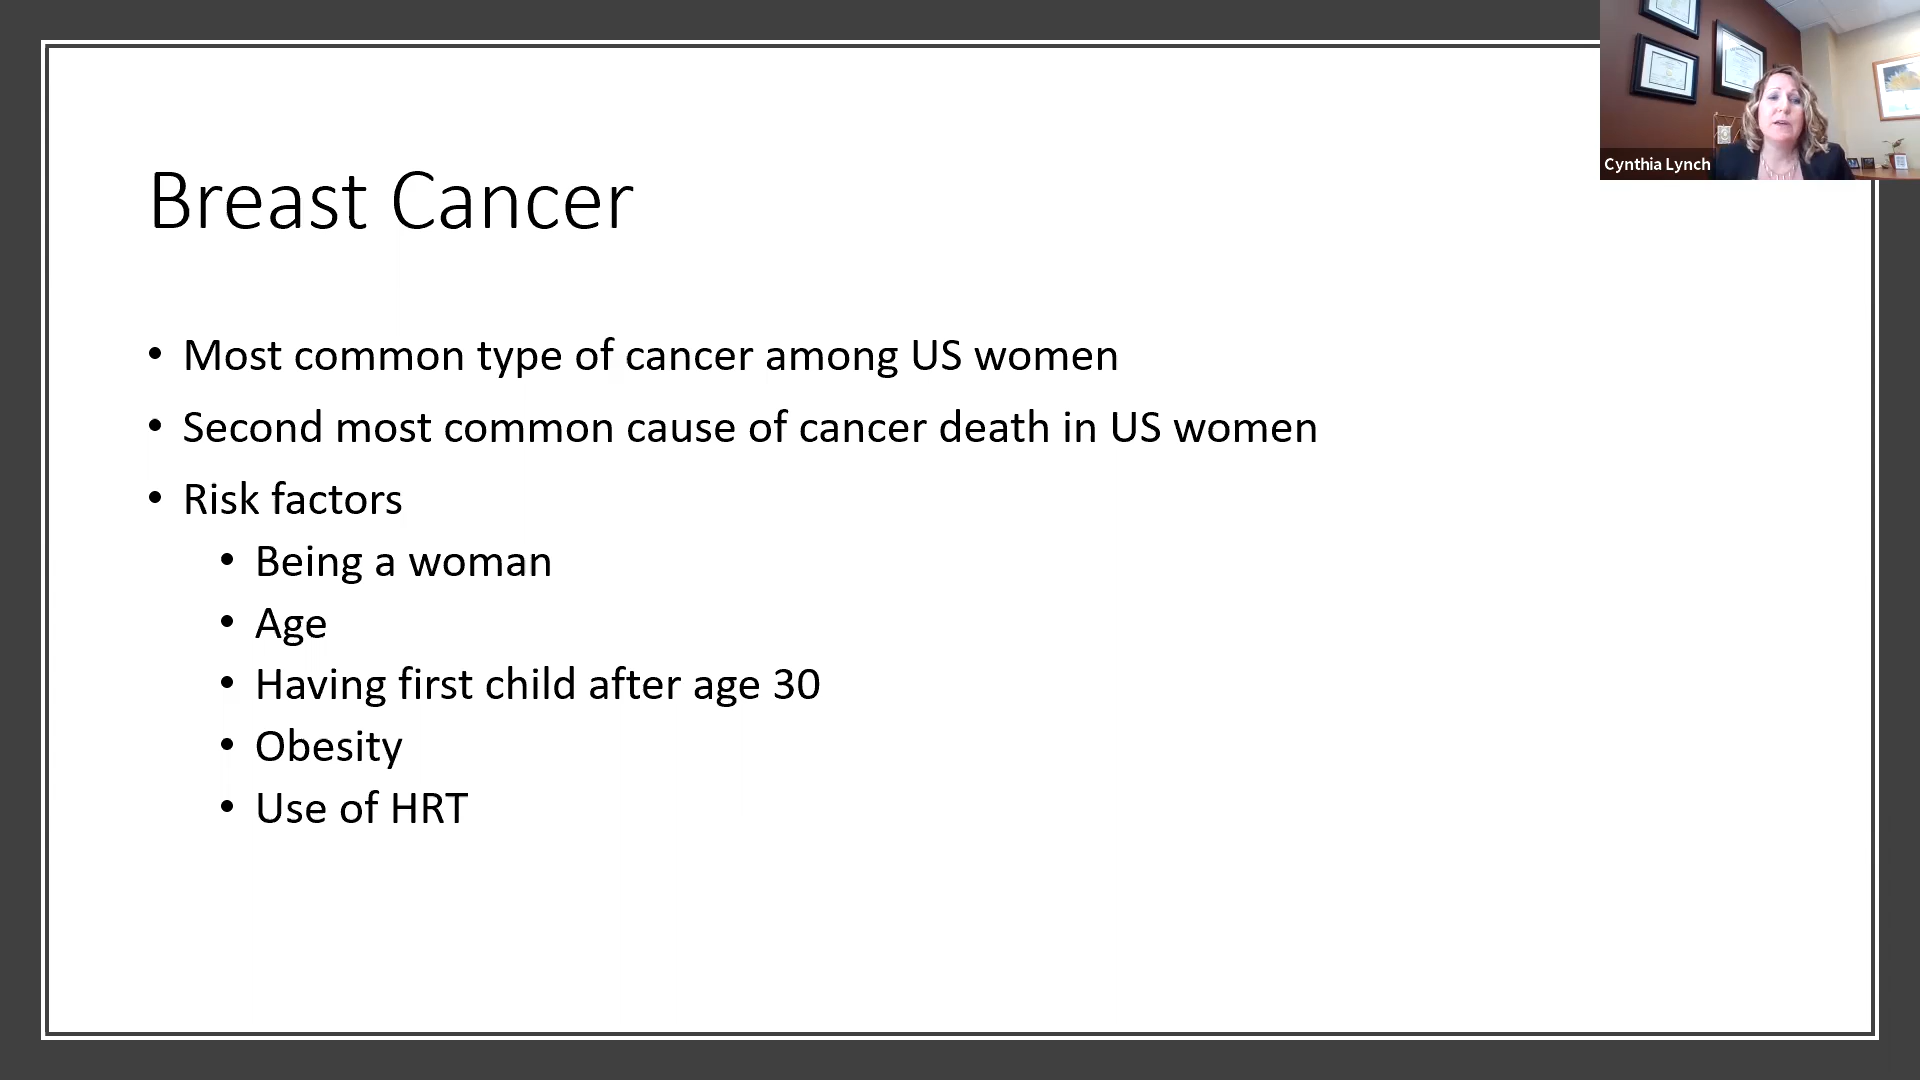 Breast Cancer
• Most common type of cancer among US women
• Second most common cause of cancer death in US women
• Risk factors
• Being a woman
• Age
• Having first child after age 30
• Obesity
• Use of HRT
Cynthia Lynch